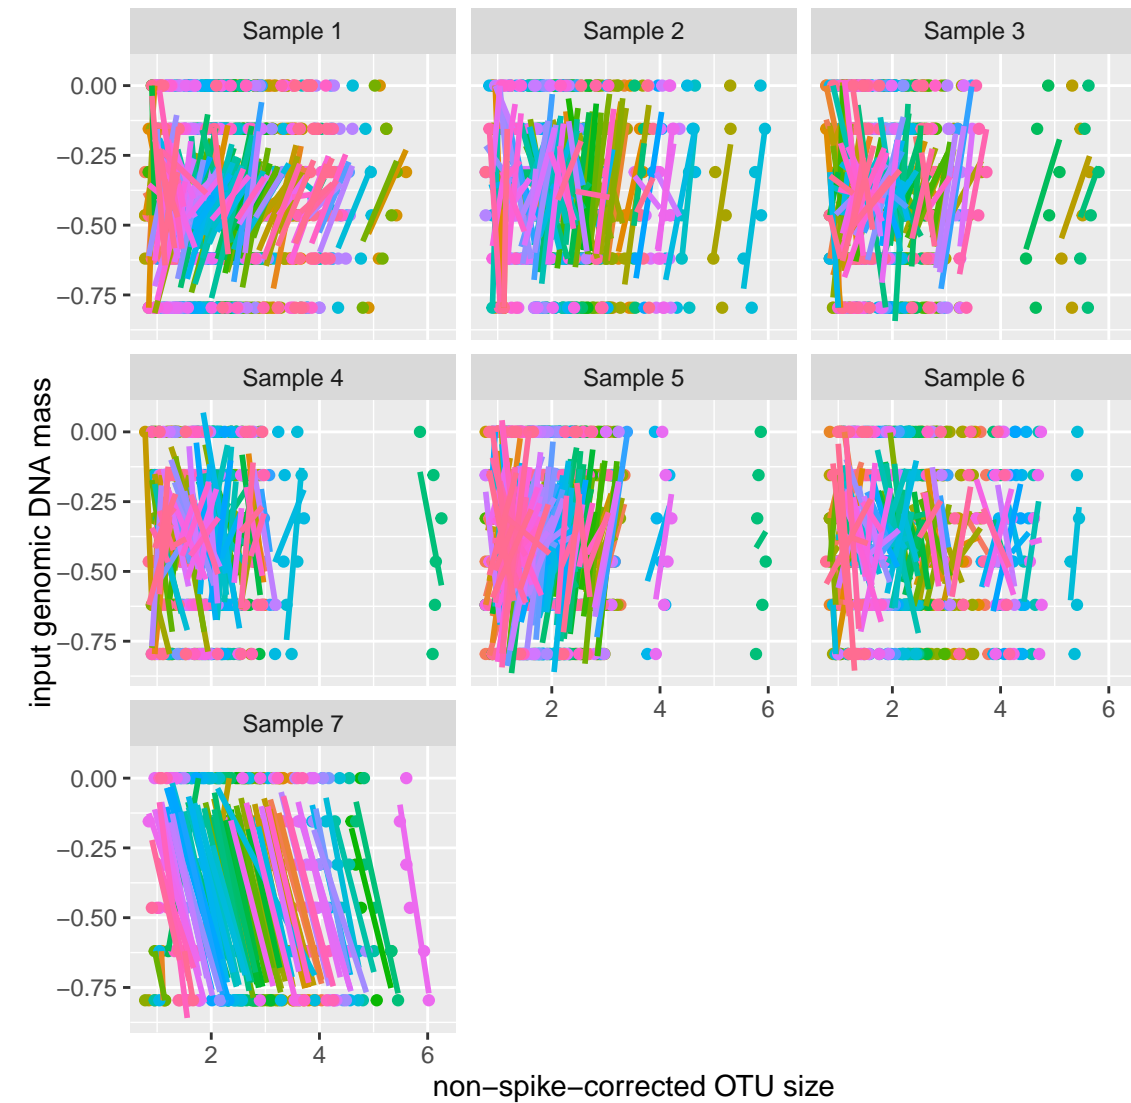 Sample 1
Sample 2
Sample 3
0.00
−0.25
−0.50
−0.75
Sample 4
Sample 5
Sample 6
0.00
−0.25
−0.50
−0.75
2 4 6
2 4 6
Sample 7
0.00
−0.25
−0.50
−0.75
2 4 6
input genomic DNA mass
non−spike−corrected OTU size